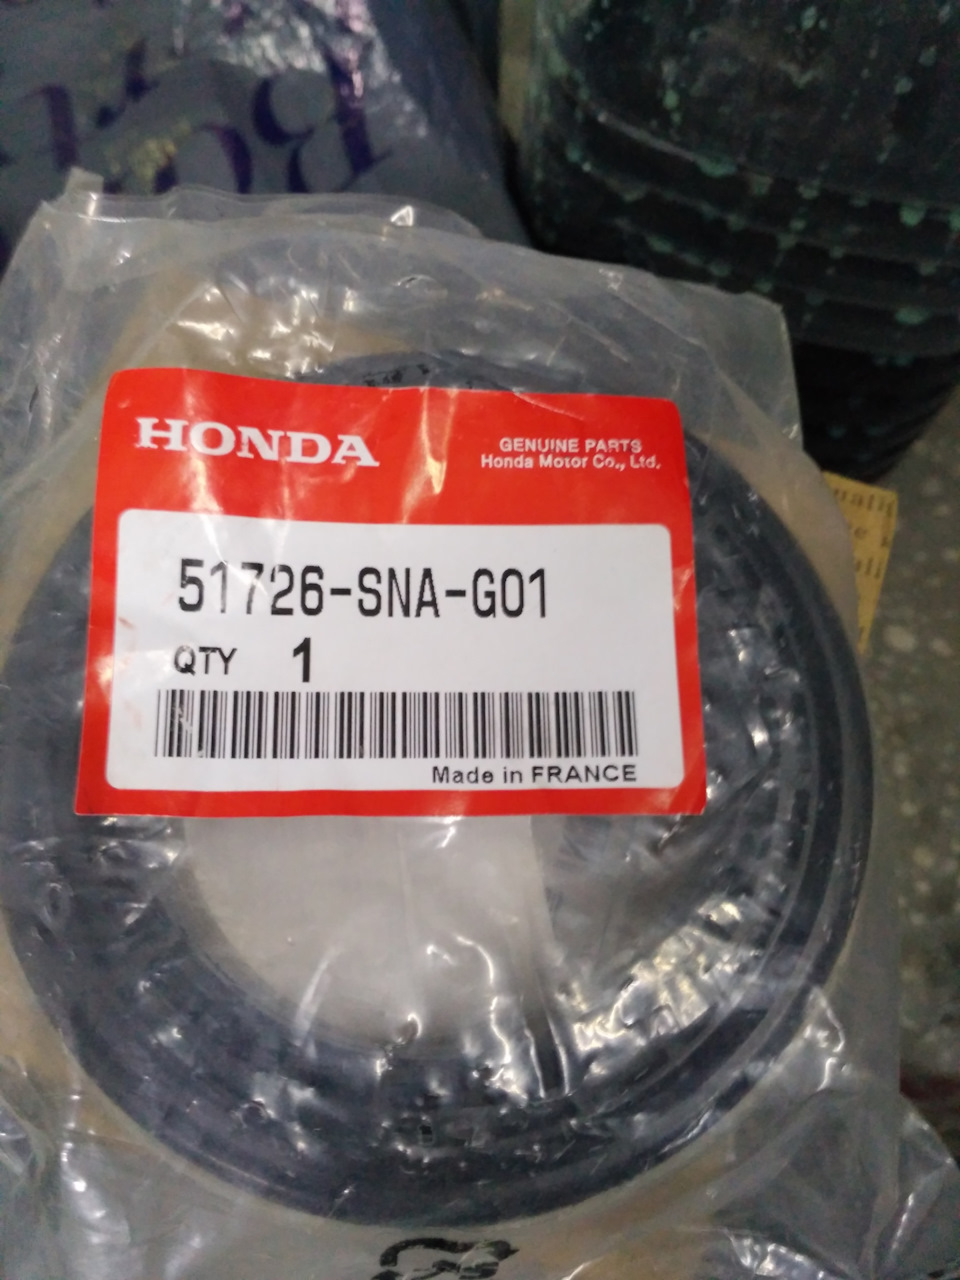 HONDA
GENUINE PARTS
Honda Motor Co., Ltd.
51726-SNA-G01
QTY 1
Made in FRANCE